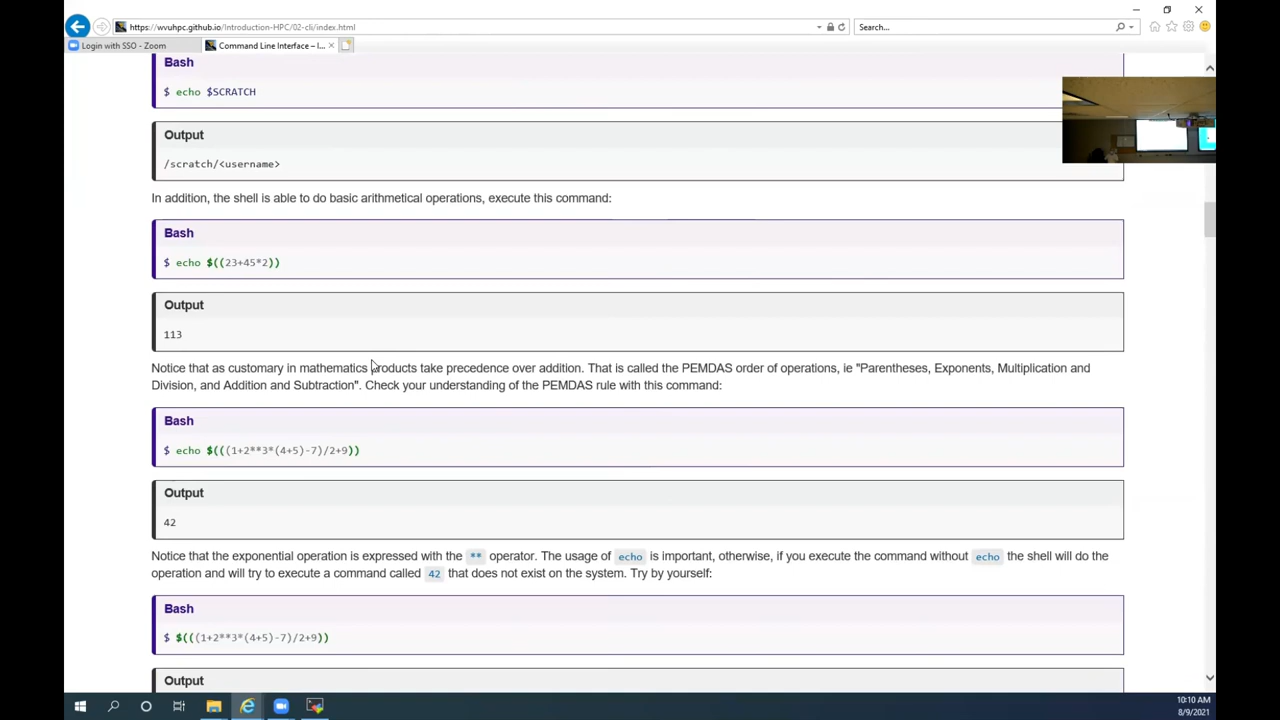 https://wvuhpc.github.io/Introduction-HPC/02-cli/index.html
Search...
Login with SSO - Zoom
Command Line Interface – I...
Bash
$ echo $SCRATCH
Output
/scratch/<username>
In addition, the shell is able to do basic arithmetical operations, execute this command:
Bash
$ echo $((23+45*2))
Output
113
Notice that as customary in mathematics products take precedence over addition. That is called the PEMDAS order of operations, ie "Parentheses, Exponents, Multiplication and
Division, and Addition and Subtraction". Check your understanding of the PEMDAS rule with this command:
Bash
$ echo $(((1+2**3*(4+5)-7)/2+9))
Output
42
Notice that the exponential operation is expressed with the ** operator. The usage of echo is important, otherwise, if you execute the command without echo the shell will do the
operation and will try to execute a command called 42 that does not exist on the system. Try by yourself:
Bash
$ $(((1+2**3*(4+5)-7)/2+9))
Output
10:10 AM
8/9/2021